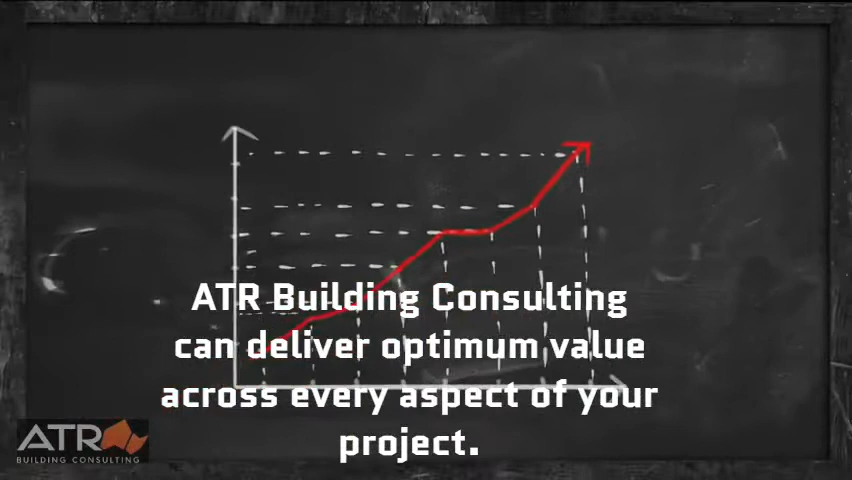 ATR Building Consulting
can deliver optimum value
across every aspect of your
project.
ATR
BUILDING CONSULTING